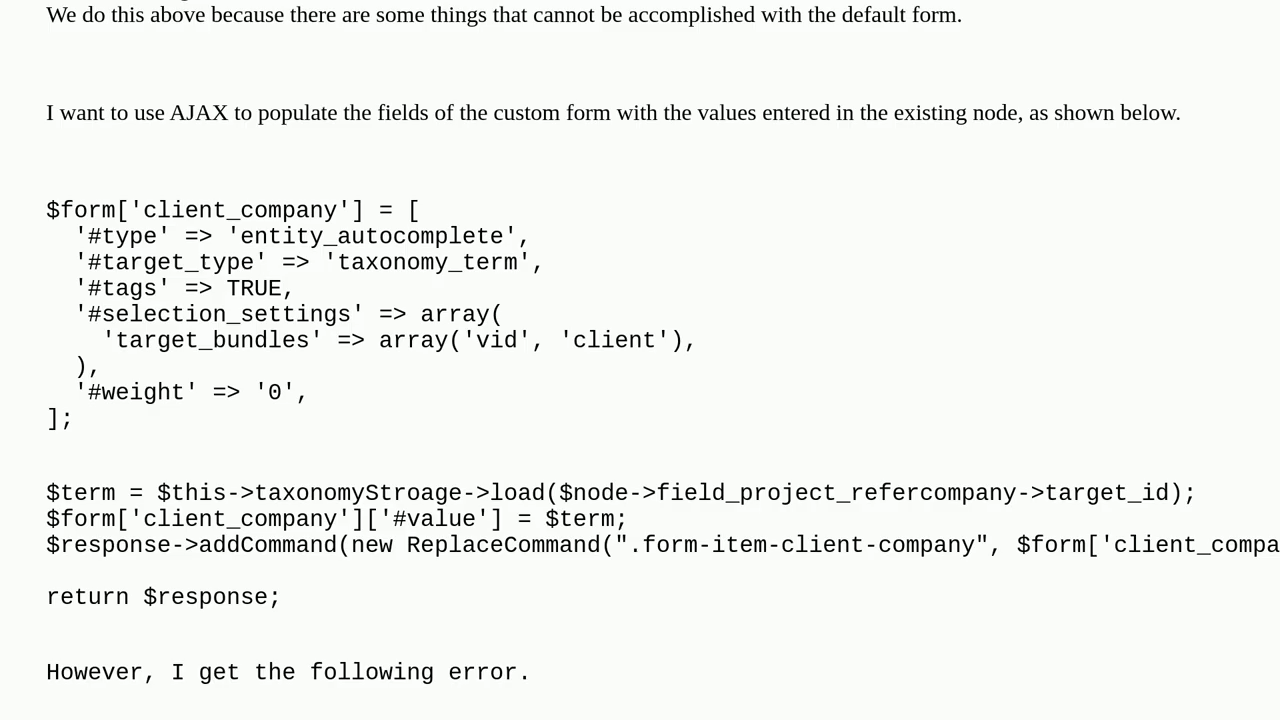 We do this above because there are some things that cannot be accomplished with the default form.
I want to use AJAX to populate the fields of the custom form with the values entered in the existing node, as shown below.
$form['client_company'] = [
  '#type' => 'entity_autocomplete',
  '#target_type' => 'taxonomy_term',
  '#tags' => TRUE,
  '#selection_settings' => array(
    'target_bundles' => array('vid', 'client'),
  ),
  '#weight' => '0',
];
$term = $this->taxonomyStroage->load($node->field_project_refercompany->target_id);
$form['client_company']['#value'] = $term;
$response->addCommand(new ReplaceCommand(".form-item-client-company", $form['client_compa
return $response;
However, I get the following error.